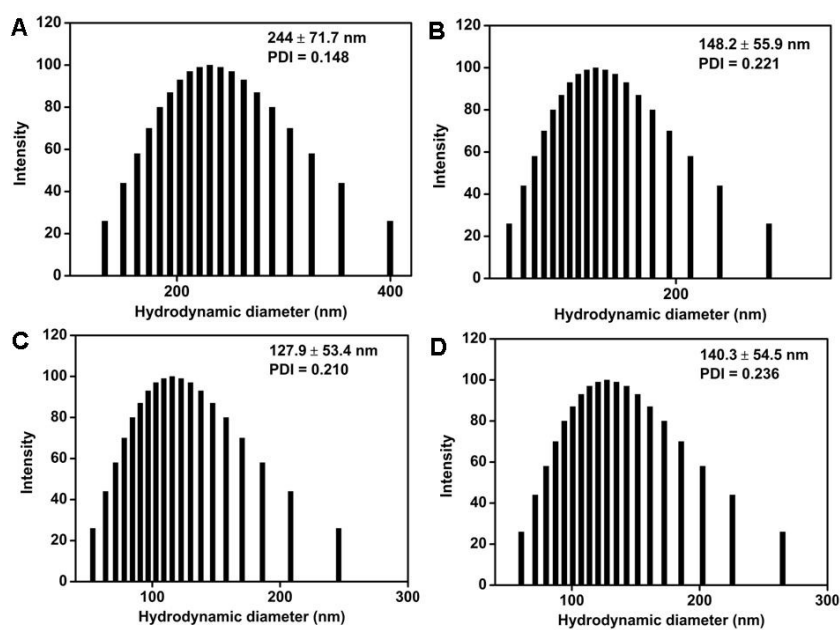 A
244 ± 71.7 nm
PDI = 0.148
120
100
80
60
40
20
0
Intensity
200
400
Hydrodynamic diameter (nm)
B
148.2 ± 55.9 nm
PDI = 0.221
120
100
80
60
40
20
0
Intensity
200
Hydrodynamic diameter (nm)
C
127.9 ± 53.4 nm
PDI = 0.210
120
100
80
60
40
20
0
Intensity
100
300
Hydrodynamic diameter (nm)
D
140.3 ± 54.5 nm
PDI = 0.236
120
100
80
60
40
20
0
Intensity
100
300
Hydrodynamic diameter (nm)